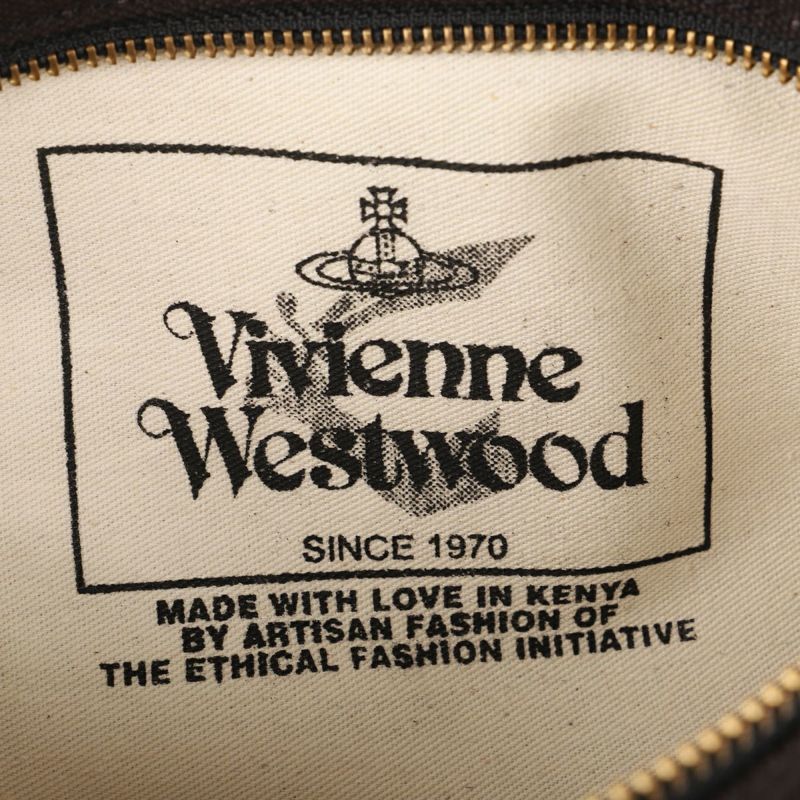 Vivienne
Westwood
SINCE 1970
MADE WITH LOVE IN KENYA
BY ARTISAN FASHION OF
THE ETHICAL FASHION INITIATIVE